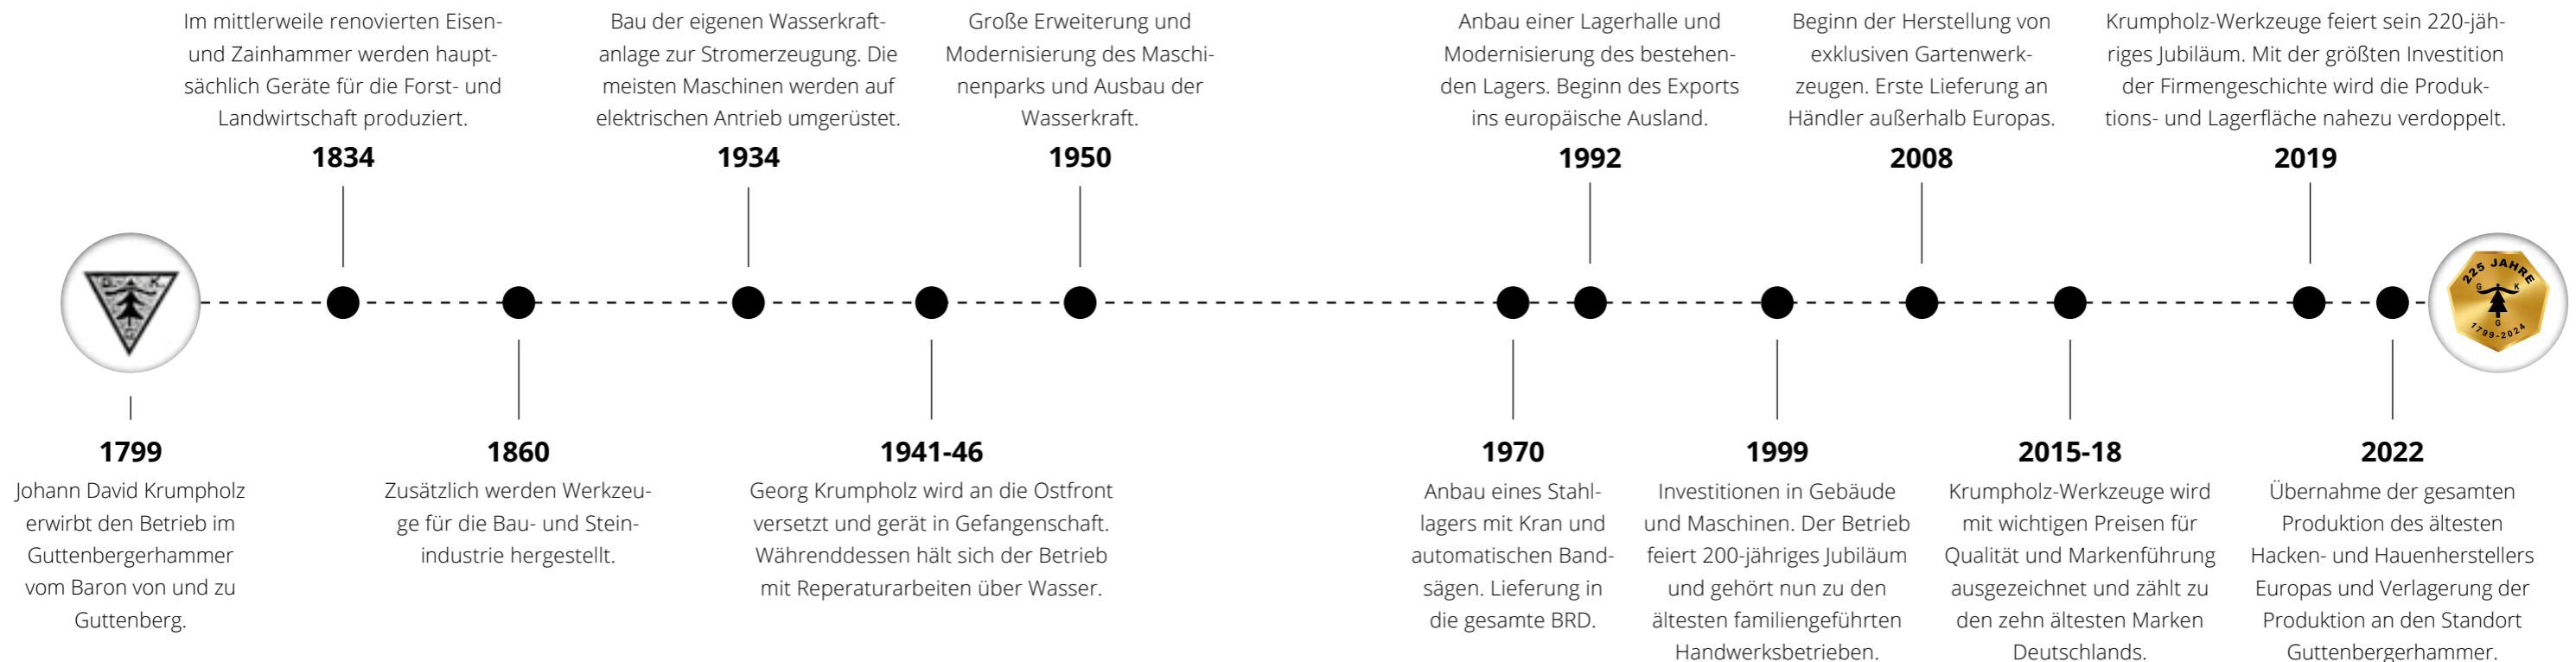 Im mittlerweile renovierten Eisen-
und Zainhammer werden haupt-
sächlich Geräte für die Forst- und
Landwirtschaft produziert.
1834
Bau der eigenen Wasserkraft-
anlage zur Stromerzeugung. Die
meisten Maschinen werden auf
elektrischen Antrieb umgerüstet.
1934
Große Erweiterung und
Modernisierung des Maschi-
nenparks und Ausbau der
Wasserkraft.
1950
Anbau einer Lagerhalle und
Modernisierung des bestehen-
den Lagers. Beginn des Exports
ins europäische Ausland.
1992
Beginn der Herstellung von
exklusiven Gartenwerk-
zeugen. Erste Lieferung an
Händler außerhalb Europas.
2008
Krumpholz-Werkzeuge feiert sein 220-jäh-
riges Jubiläum. Mit der größten Investition
der Firmengeschichte wird die Produk-
tions- und Lagerfläche nahezu verdoppelt.
2019
G K
G
225 JAHRE
G K
G
1799-2024
1799
Johann David Krumpholz
erwirbt den Betrieb im
Guttenbergerhammer
vom Baron von und zu
Guttenberg.
1860
Zusätzlich werden Werkzeu-
ge für die Bau- und Stein-
industrie hergestellt.
1941-46
Georg Krumpholz wird an die Ostfront
versetzt und gerät in Gefangenschaft.
Währenddessen hält sich der Betrieb
mit Reperaturarbeiten über Wasser.
1970
Anbau eines Stahl-
lagers mit Kran und
automatischen Band-
sägen. Lieferung in
die gesamte BRD.
1999
Investitionen in Gebäude
und Maschinen. Der Betrieb
feiert 200-jähriges Jubiläum
und gehört nun zu den
ältesten familiengeführten
Handwerksbetrieben.
2015-18
Krumpholz-Werkzeuge wird
mit wichtigen Preisen für
Qualität und Markenführung
ausgezeichnet und zählt zu
den zehn ältesten Marken
Deutschlands.
2022
Übernahme der gesamten
Produktion des ältesten
Hacken- und Hauenherstellers
Europas und Verlagerung der
Produktion an den Standort
Guttenbergerhammer.